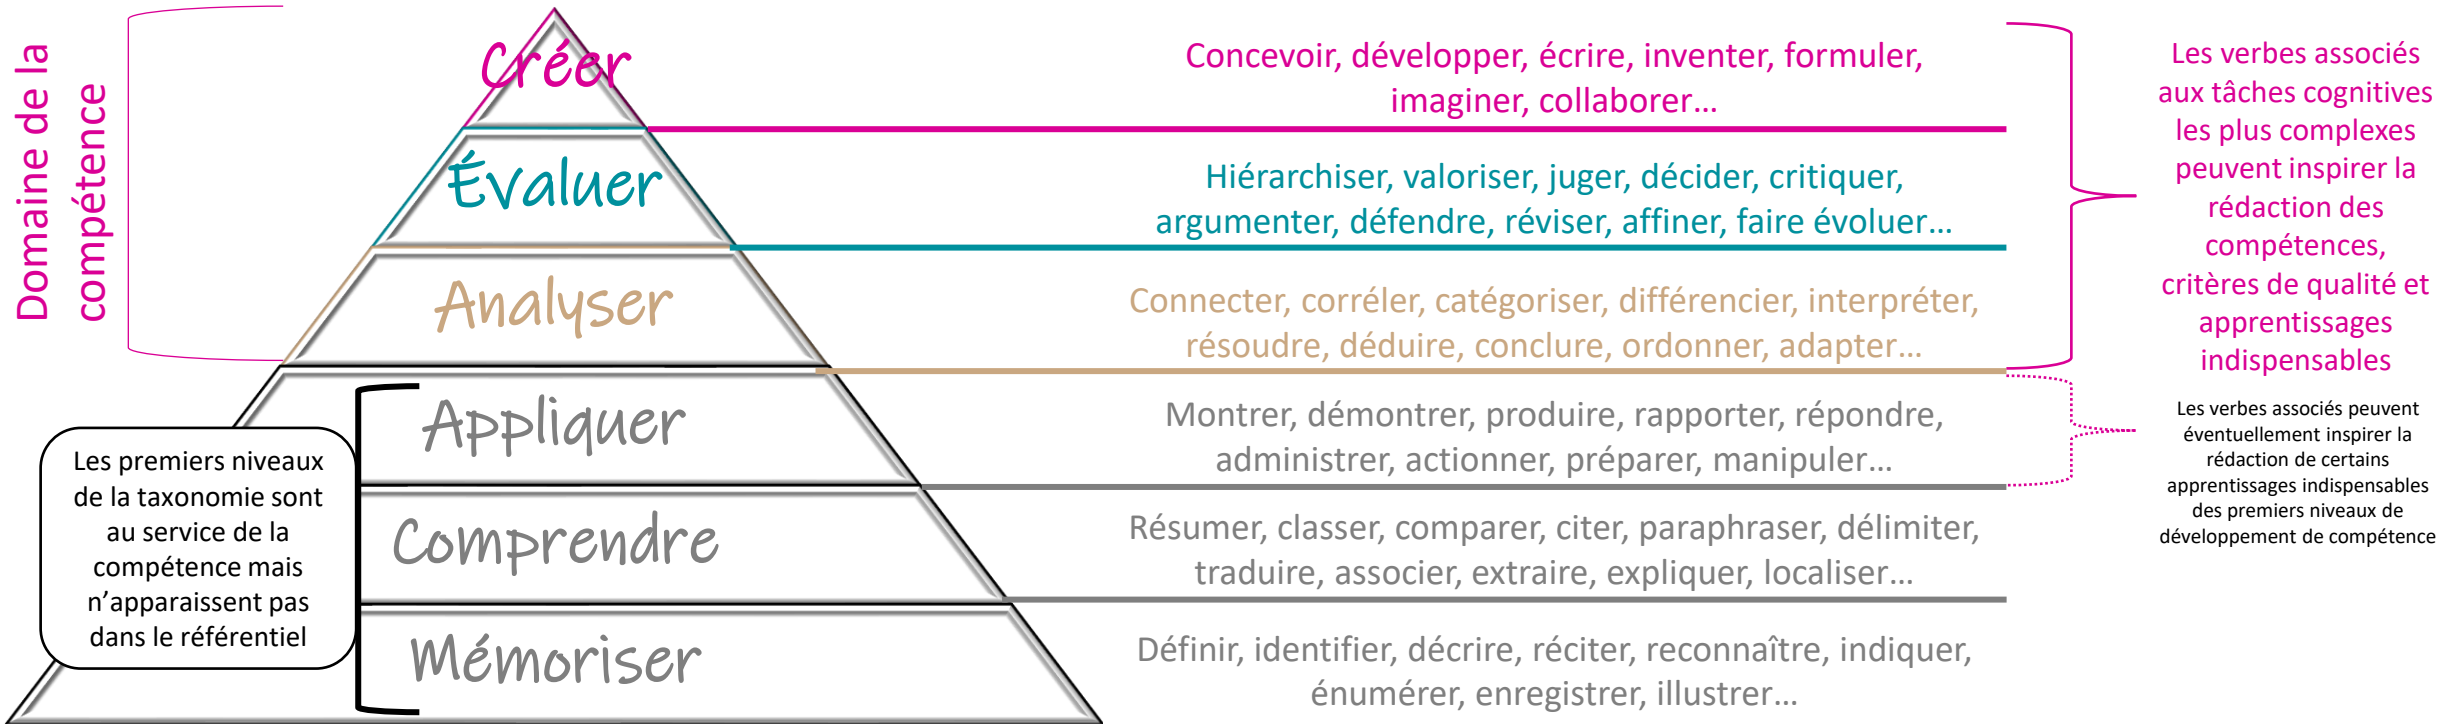 Domaine de la
compétence
Créer
Concevoir, développer, écrire, inventer, formuler,
imaginer, collaborer…
Évaluer
Hiérarchiser, valoriser, juger, décider, critiquer,
argumenter, défendre, réviser, affiner, faire évoluer…
Analyser
Connecter, corréler, catégoriser, différencier, interpréter,
résoudre, déduire, conclure, ordonner, adapter…
Les verbes associés
aux tâches cognitives
les plus complexes
peuvent inspirer la
rédaction des
compétences,
critères de qualité et
apprentissages
indispensables
Les premiers niveaux
de la taxonomie sont
au service de la
compétence mais
n’apparaissent pas
dans le référentiel
Appliquer
Montrer, démontrer, produire, rapporter, répondre,
administrer, actionner, préparer, manipuler…
Les verbes associés peuvent
éventuellement inspirer la
rédaction de certains
apprentissages indispensables
des premiers niveaux de
développement de compétence
Comprendre
Résumer, classer, comparer, citer, paraphraser, délimiter,
traduire, associer, extraire, expliquer, localiser…
Mémoriser
Définir, identifier, décrire, réciter, reconnaître, indiquer,
énumérer, enregistrer, illustrer…